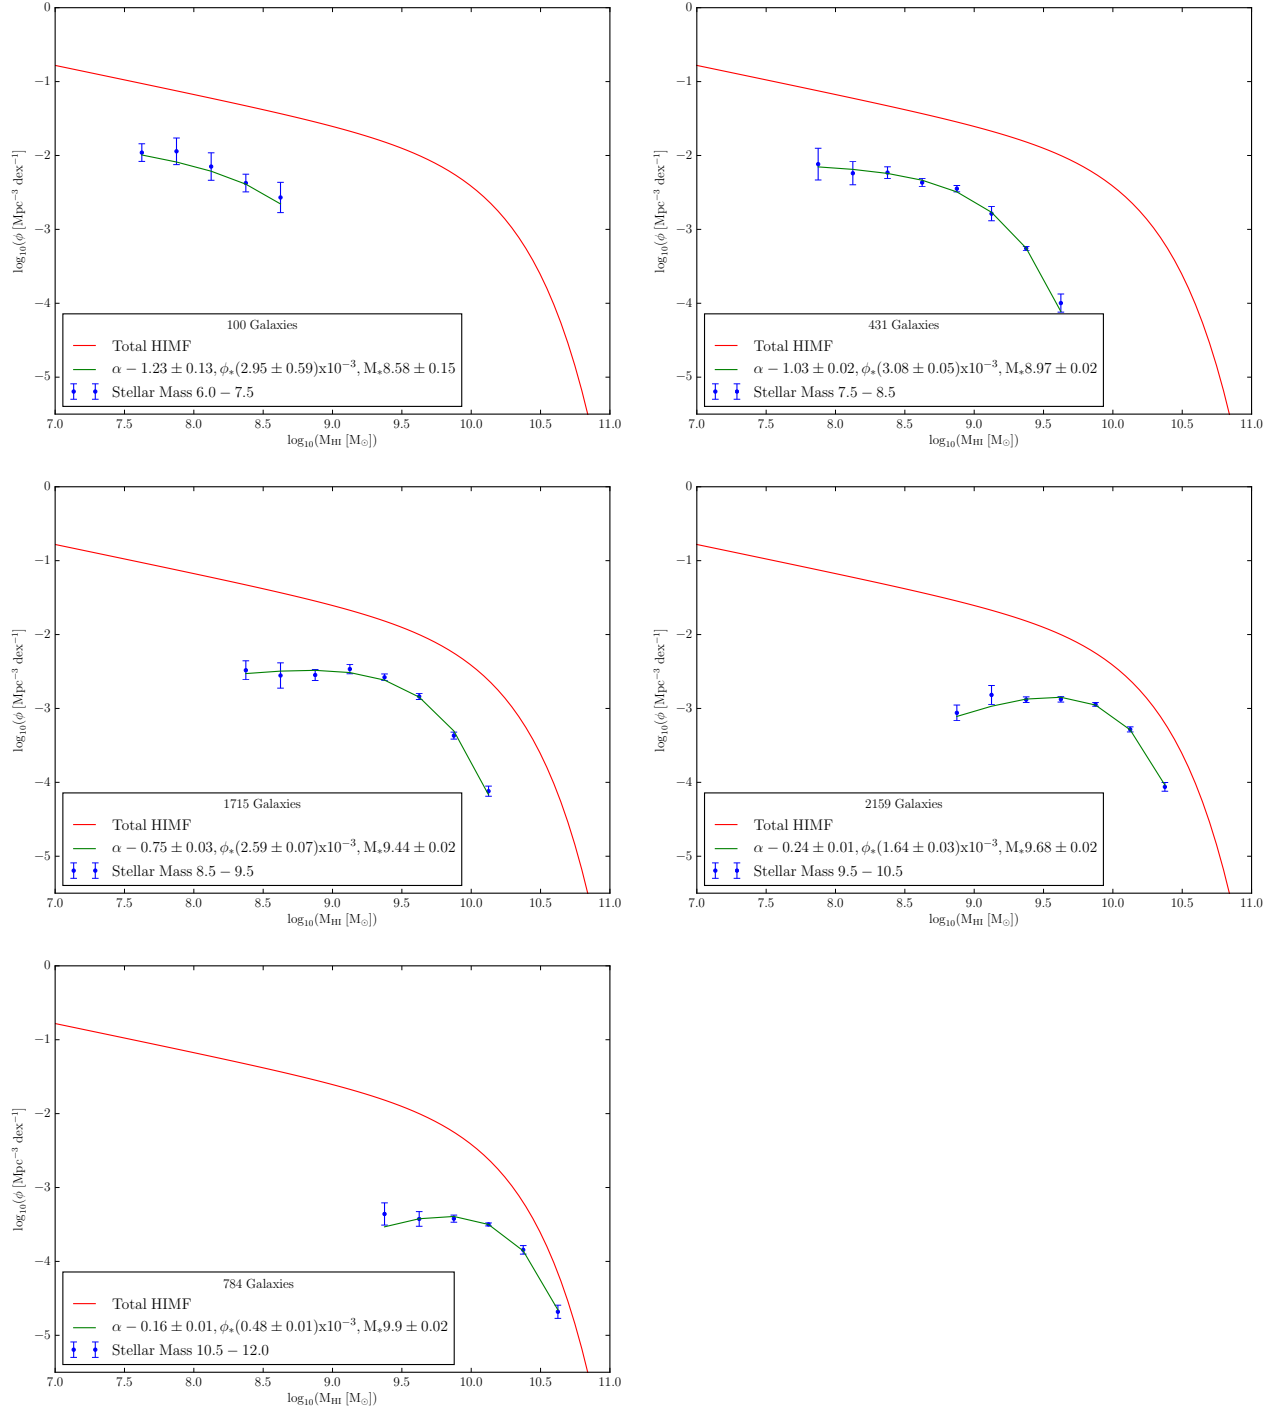 0
−1
−2
−3
−4
−5
log₁₀(ϕ [Mpc⁻³ dex⁻¹]
100 Galaxies
Total HIMF
α − 1.23 ± 0.13, ϕ*(2.95 ± 0.59)x10⁻³, M*8.58 ± 0.15
Stellar Mass 6.0 − 7.5
7.0 7.5 8.0 8.5 9.0 9.5 10.0 10.5 11.0
log₁₀(M_HI [M⊙])
0
−1
−2
−3
−4
−5
log₁₀(ϕ [Mpc⁻³ dex⁻¹]
431 Galaxies
Total HIMF
α − 1.03 ± 0.02, ϕ*(3.08 ± 0.05)x10⁻³, M*8.97 ± 0.02
Stellar Mass 7.5 − 8.5
7.0 7.5 8.0 8.5 9.0 9.5 10.0 10.5 11.0
log₁₀(M_HI [M⊙])
0
−1
−2
−3
−4
−5
log₁₀(ϕ [Mpc⁻³ dex⁻¹]
1715 Galaxies
Total HIMF
α − 0.75 ± 0.03, ϕ*(2.59 ± 0.07)x10⁻³, M*9.44 ± 0.02
Stellar Mass 8.5 − 9.5
7.0 7.5 8.0 8.5 9.0 9.5 10.0 10.5 11.0
log₁₀(M_HI [M⊙])
0
−1
−2
−3
−4
−5
log₁₀(ϕ [Mpc⁻³ dex⁻¹]
2159 Galaxies
Total HIMF
α − 0.24 ± 0.01, ϕ*(1.64 ± 0.03)x10⁻³, M*9.68 ± 0.02
Stellar Mass 9.5 − 10.5
7.0 7.5 8.0 8.5 9.0 9.5 10.0 10.5 11.0
log₁₀(M_HI [M⊙])
0
−1
−2
−3
−4
−5
log₁₀(ϕ [Mpc⁻³ dex⁻¹]
784 Galaxies
Total HIMF
α − 0.16 ± 0.01, ϕ*(0.48 ± 0.01)x10⁻³, M*9.9 ± 0.02
Stellar Mass 10.5 − 12.0
7.0 7.5 8.0 8.5 9.0 9.5 10.0 10.5 11.0
log₁₀(M_HI [M⊙])